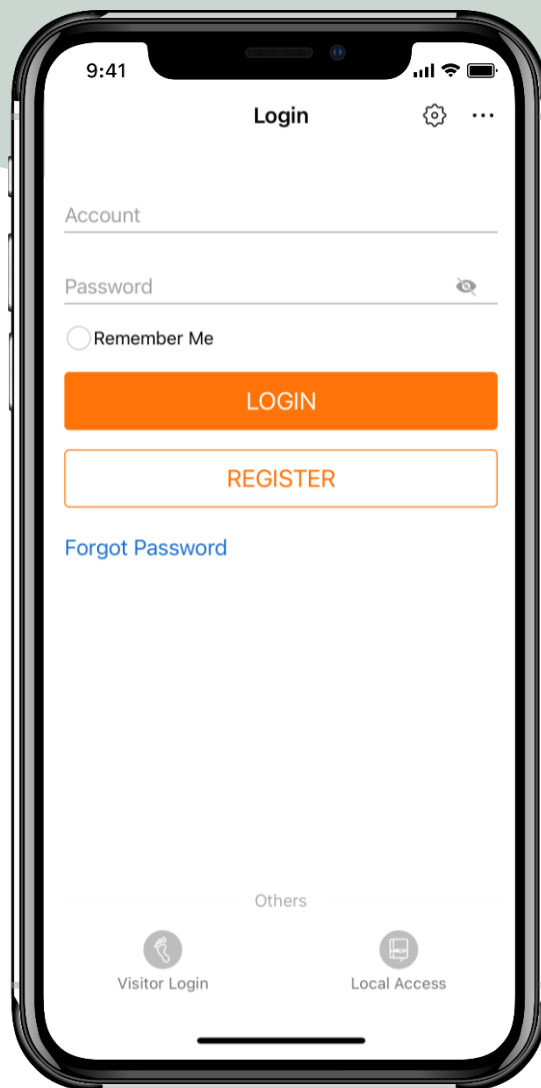 9:41
Login
Account
Password
Remember Me
LOGIN
REGISTER
Forgot Password
Others
Visitor Login
Local Access